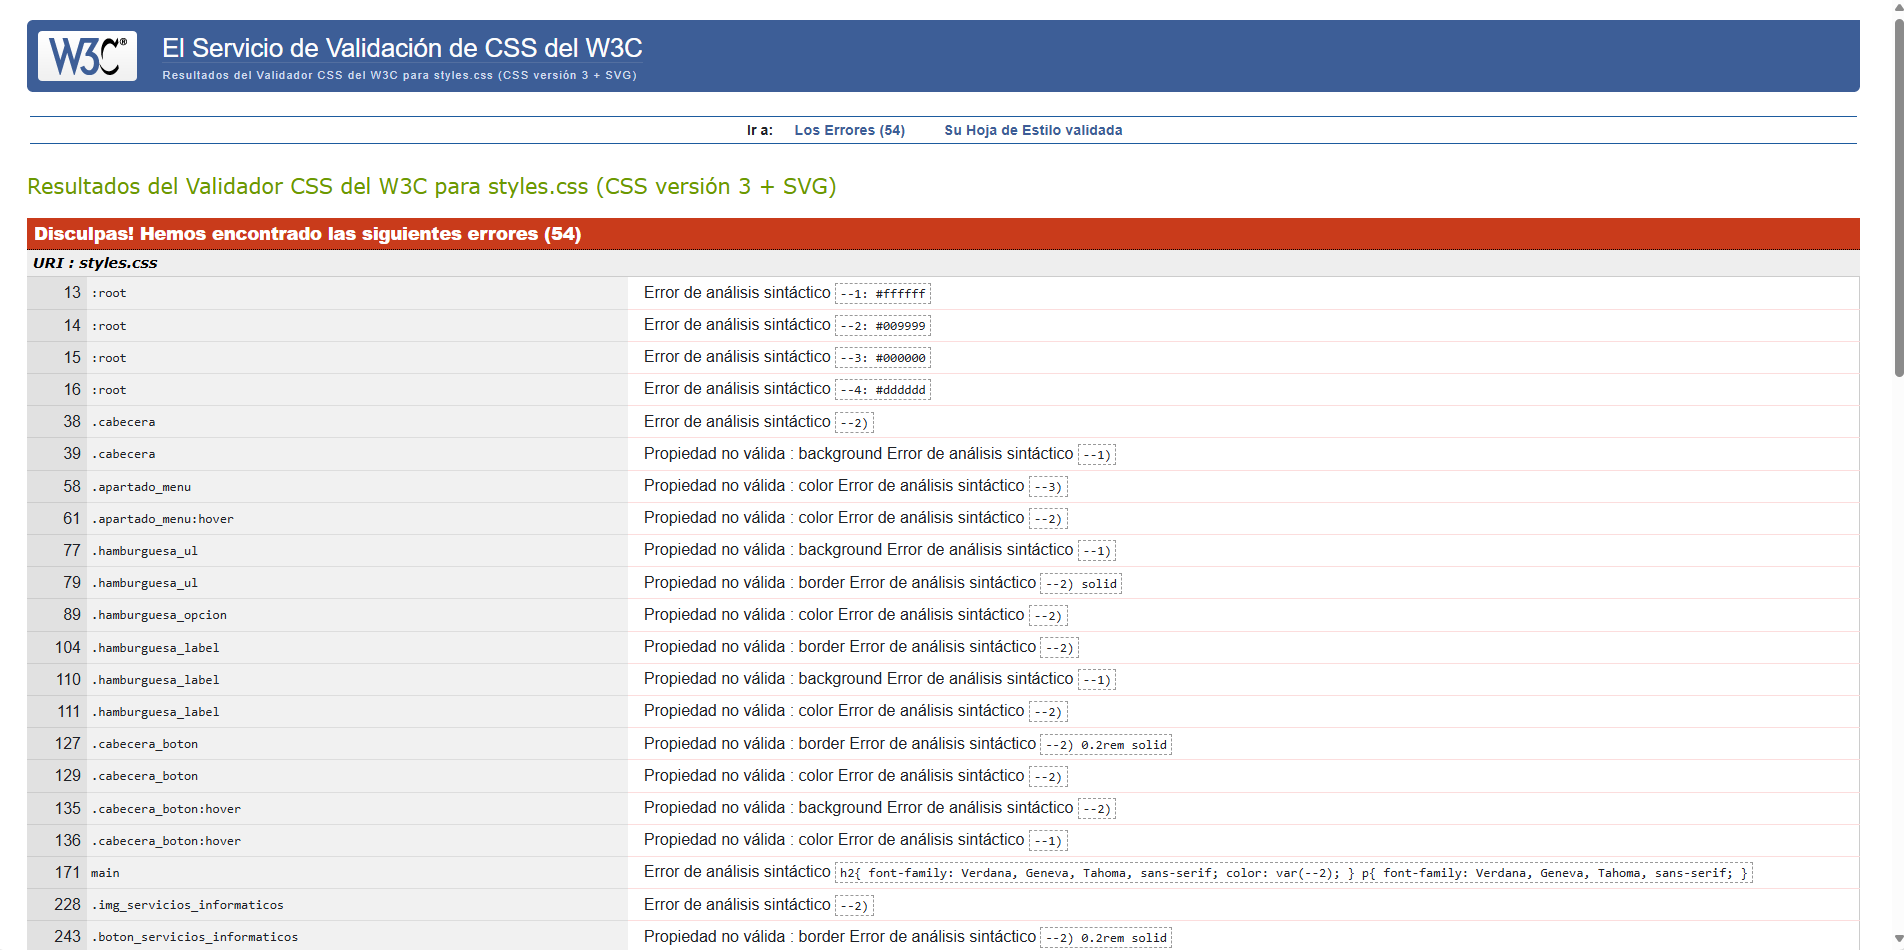 W3C®
El Servicio de Validación de CSS del W3C
Resultados del Validador CSS del W3C para styles.css (CSS versión 3 + SVG)
Ir a: Los Errores (54) Su Hoja de Estilo validada
Resultados del Validador CSS del W3C para styles.css (CSS versión 3 + SVG)
Disculpas! Hemos encontrado las siguientes errores (54)
URI : styles.css
13 :root Error de análisis sintáctico --1: #ffffff
14 :root Error de análisis sintáctico --2: #009999
15 :root Error de análisis sintáctico --3: #000000
16 :root Error de análisis sintáctico --4: #dddddd
38 .cabecera Error de análisis sintáctico --2)
39 .cabecera Propiedad no válida : background Error de análisis sintáctico --1)
58 .apartado_menu Propiedad no válida : color Error de análisis sintáctico --3)
61 .apartado_menu:hover Propiedad no válida : color Error de análisis sintáctico --2)
77 .hamburguesa_ul Propiedad no válida : background Error de análisis sintáctico --1)
79 .hamburguesa_ul Propiedad no válida : border Error de análisis sintáctico --2) solid
89 .hamburguesa_opcion Propiedad no válida : color Error de análisis sintáctico --2)
104 .hamburguesa_label Propiedad no válida : border Error de análisis sintáctico --2)
110 .hamburguesa_label Propiedad no válida : background Error de análisis sintáctico --1)
111 .hamburguesa_label Propiedad no válida : color Error de análisis sintáctico --2)
127 .cabecera_boton Propiedad no válida : border Error de análisis sintáctico --2) 0.2rem solid
129 .cabecera_boton Propiedad no válida : color Error de análisis sintáctico --2)
135 .cabecera_boton:hover Propiedad no válida : background Error de análisis sintáctico --2)
136 .cabecera_boton:hover Propiedad no válida : color Error de análisis sintáctico --1)
171 main Error de análisis sintáctico h2{ font-family: Verdana, Geneva, Tahoma, sans-serif; color: var(--2); } p{ font-family: Verdana, Geneva, Tahoma, sans-serif; }
228 .img_servicios_informaticos Error de análisis sintáctico --2)
243 .boton_servicios_informaticos Propiedad no válida : border Error de análisis sintáctico --2) 0.2rem solid